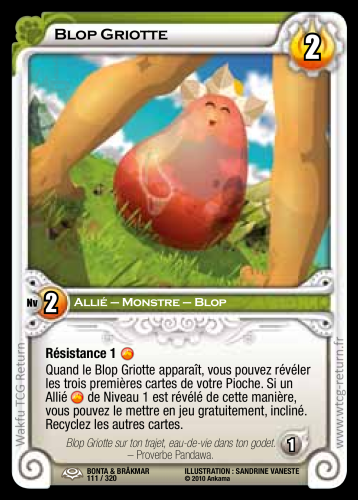 BLOP GRIOTTE
2
Nv 2 ALLIÉ – MONSTRE – BLOP
Résistance 1
Quand le Blop Griotte apparaît, vous pouvez révéler
les trois premières cartes de votre Pioche. Si un
Allié de Niveau 1 est révélé de cette manière,
vous pouvez le mettre en jeu gratuitement, incliné.
Recyclez les autres cartes.
Blop Griotte sur ton trajet, eau-de-vie dans ton godet.
– Proverbe Pandawa.
1
BONTA & BRÂKMAR
111 / 320
ILLUSTRATION : SANDRINE VANESTE
© 2010 Ankama
Wakfu TCG Return
www.wtcg-return.fr